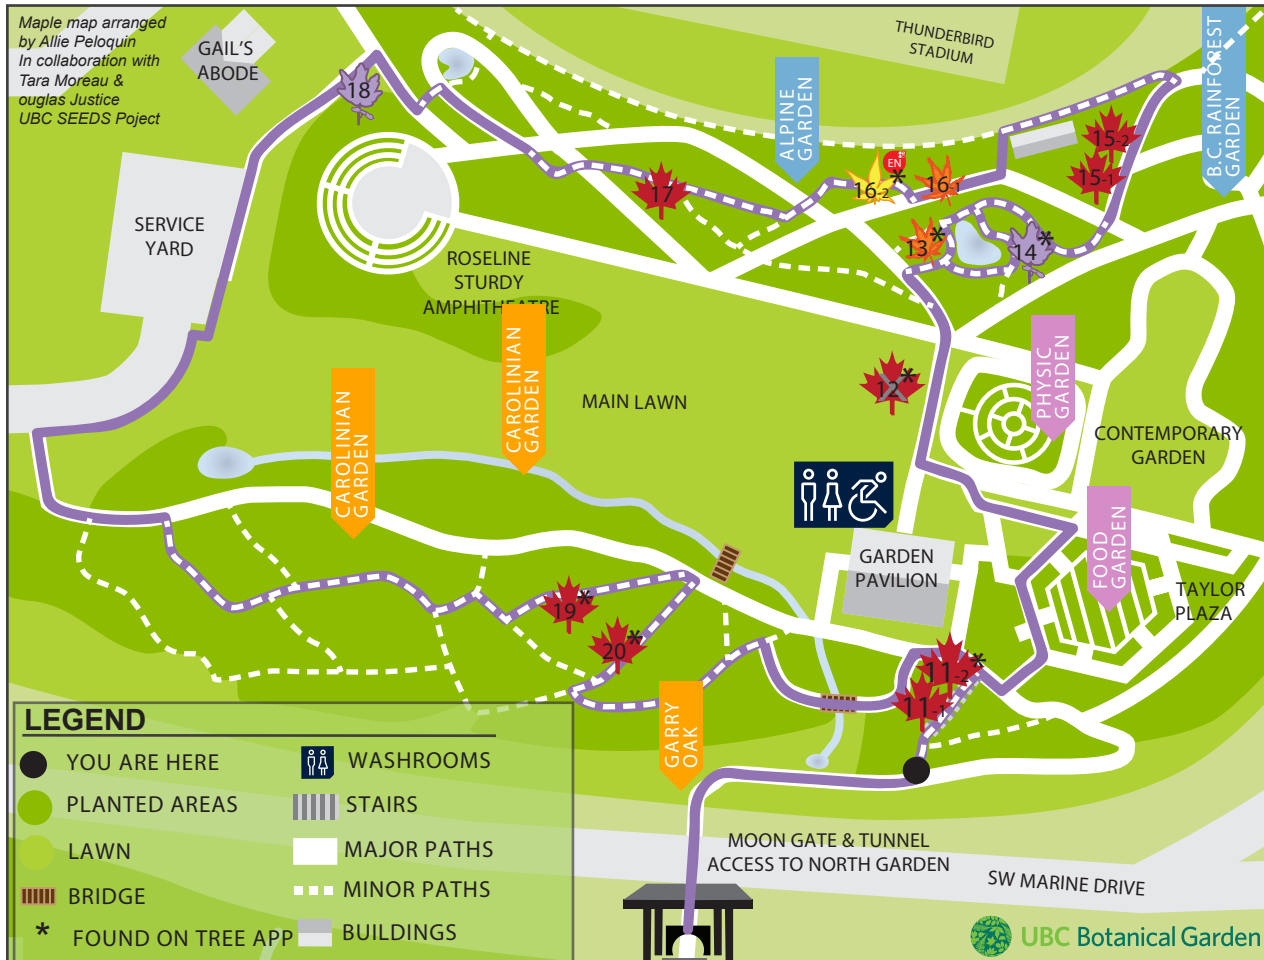 Maple map arranged
by Allie Peloquin
In collaboration with
Tara Moreau &
ouglas Justice
UBC SEEDS Poject
GAIL'S
ABODE
18
THUNDERBIRD
STADIUM
ALPINE
GARDEN
B.C. RAINFOREST
GARDEN
15-2
15-1
EN
16-2 *
16-1
17
13 *
14 *
SERVICE
YARD
ROSELINE
STURDY
AMPHITHEATRE
CAROLINIAN
GARDEN
CAROLINIAN
GARDEN
MAIN LAWN
12 *
PHYSIC
GARDEN
CONTEMPORARY
GARDEN
FOOD
GARDEN
GARDEN
PAVILION
TAYLOR
PLAZA
19 *
20 *
11-2 *
11-1
GARRY
OAK
LEGEND
YOU ARE HERE
WASHROOMS
PLANTED AREAS
STAIRS
LAWN
MAJOR PATHS
BRIDGE
MINOR PATHS
* FOUND ON TREE APP
BUILDINGS
MOON GATE & TUNNEL
ACCESS TO NORTH GARDEN
SW MARINE DRIVE
UBC Botanical Garden